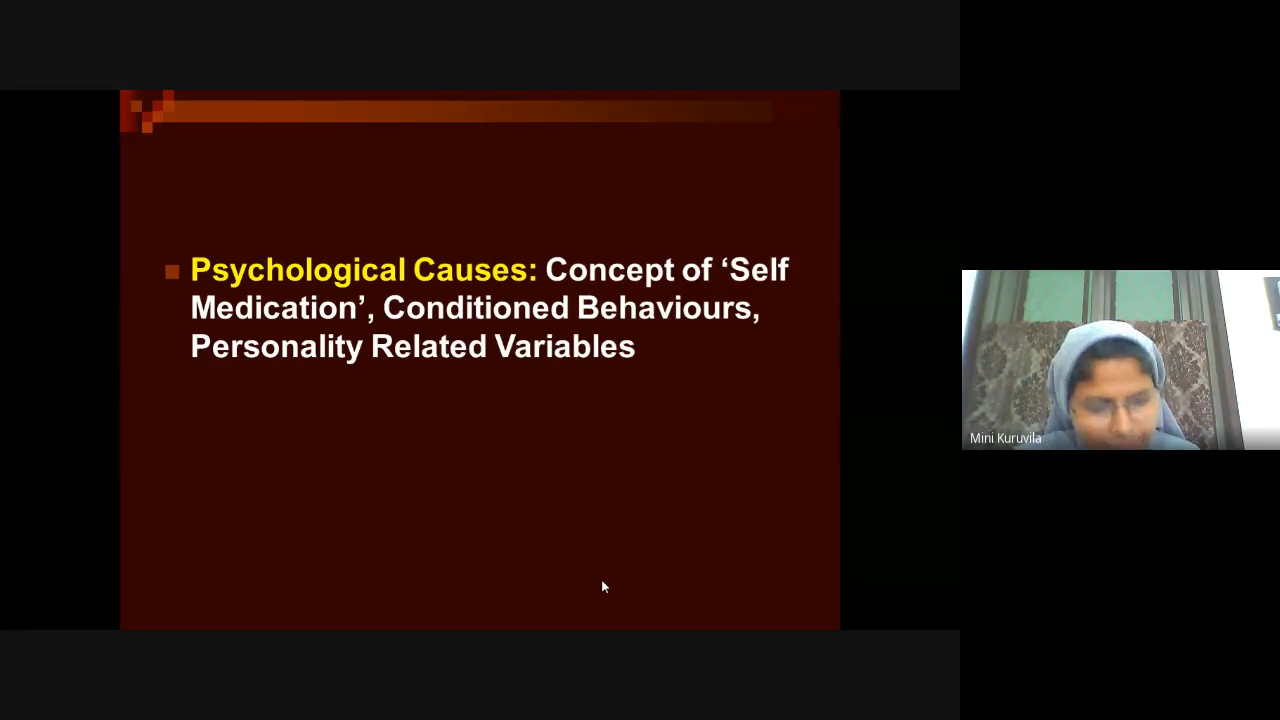 Psychological Causes: Concept of ‘Self
Medication’, Conditioned Behaviours,
Personality Related Variables
Mini Kuruvila